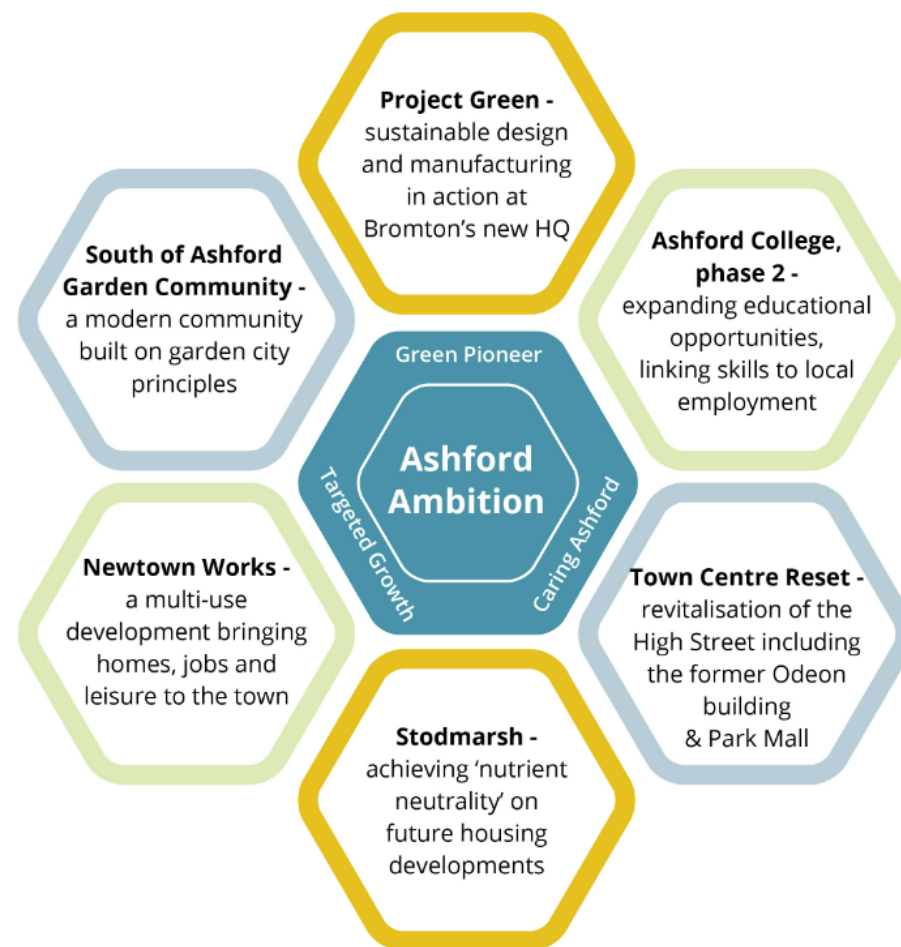 Project Green -
sustainable design
and manufacturing
in action at
Bromton's new HQ
South of Ashford
Garden Community -
a modern community
built on garden city
principles
Ashford College,
phase 2 -
expanding educational
opportunities,
linking skills to local
employment
Green Pioneer
Ashford
Ambition
Targeted Growth
Caring Ashford
Newtown Works -
a multi-use
development bringing
homes, jobs and
leisure to the town
Town Centre Reset -
revitalisation of the
High Street including
the former Odeon
building
& Park Mall
Stodmarsh -
achieving ‘nutrient
neutrality’ on
future housing
developments